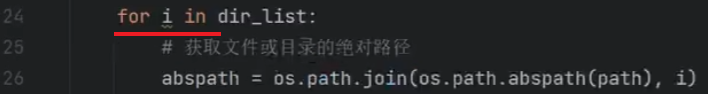 24 for i in dir_list:
25 # 获取文件或目录的绝对路径
26 abspath = os.path.join(os.path.abspath(path), i)